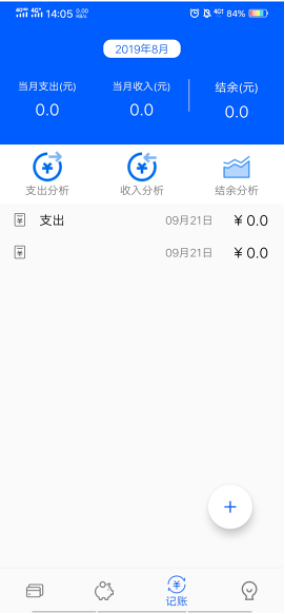 14:05 84%
2019年8月
当月支出(元) 当月收入(元) 结余(元)
0.0 0.0 0.0
支出分析 收入分析 结余分析
支出 09月21日 ¥ 0.0
09月21日 ¥ 0.0
+
记账